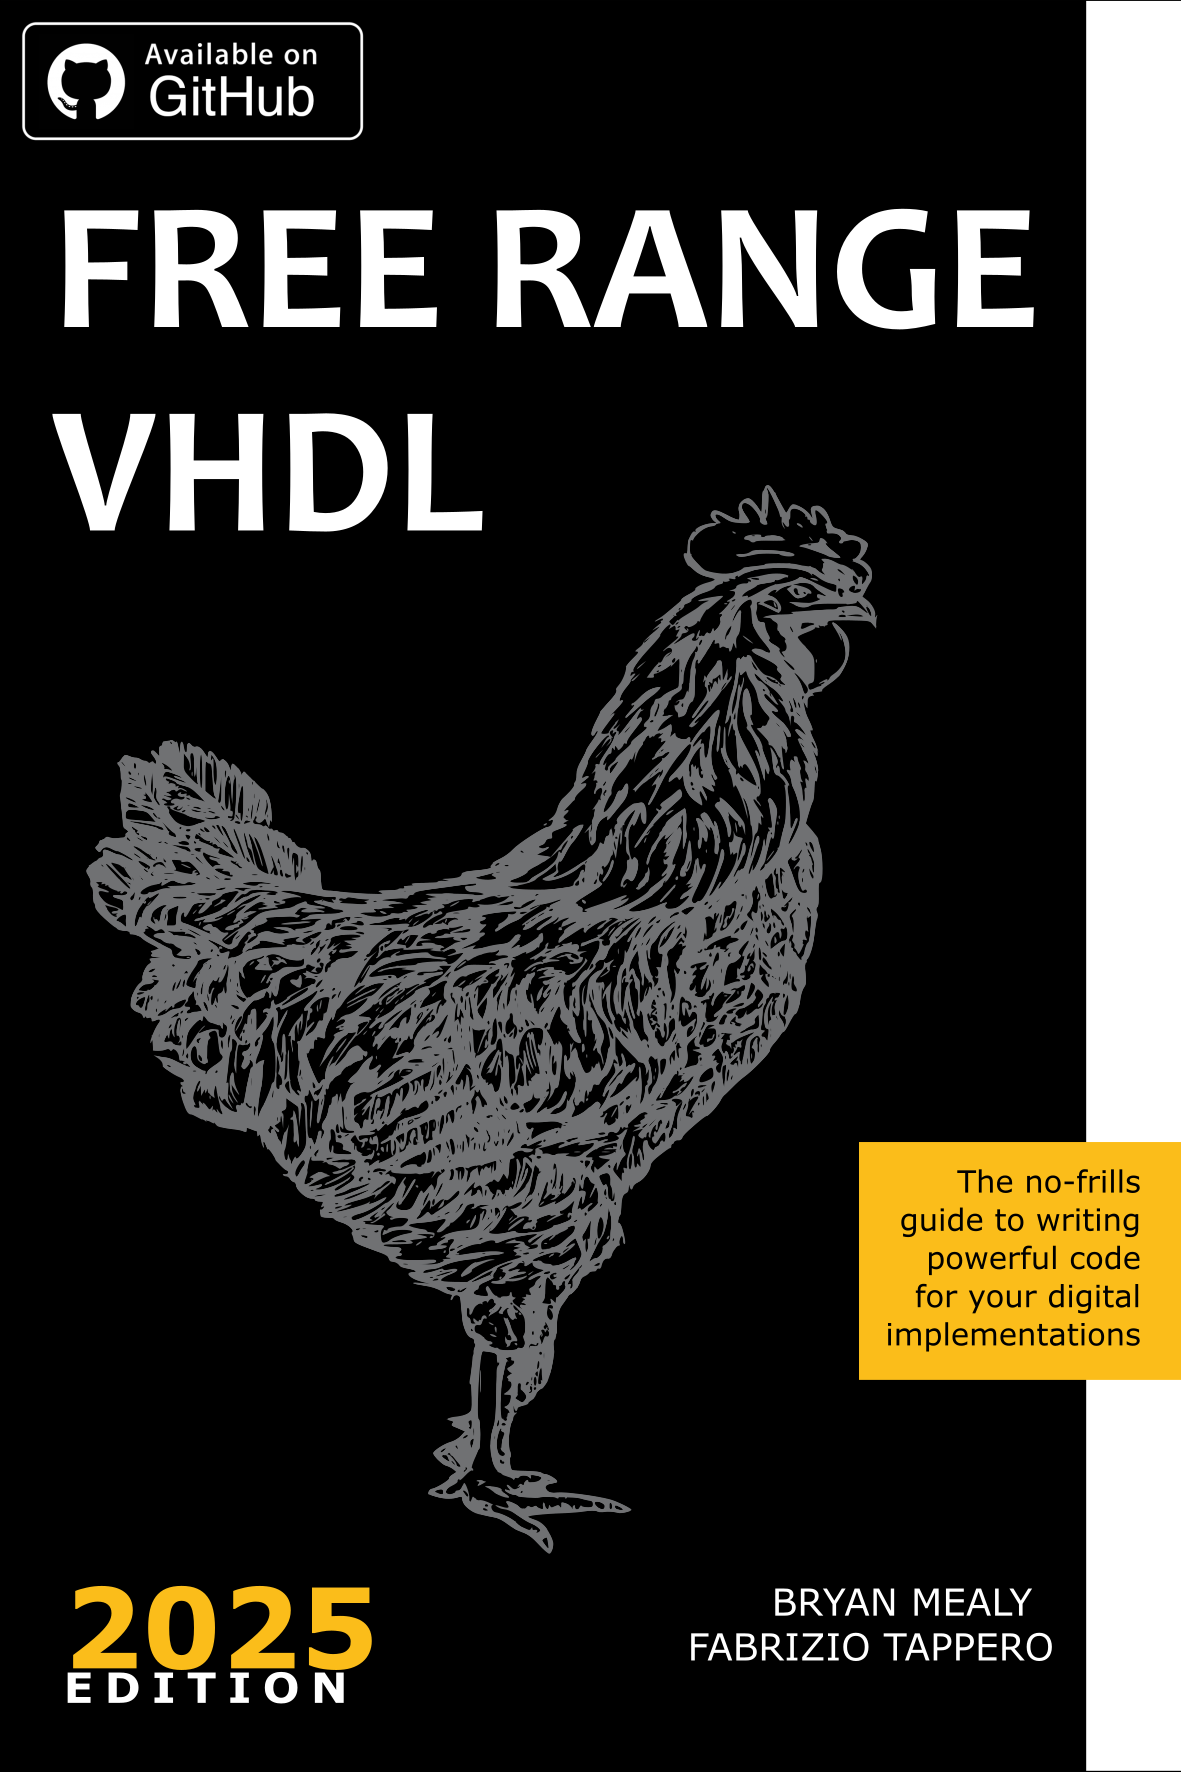 Available on
GitHub
FREE RANGE
VHDL
The no-frills
guide to writing
powerful code
for your digital
implementations
2025
EDITION
BRYAN MEALY
FABRIZIO TAPPERO